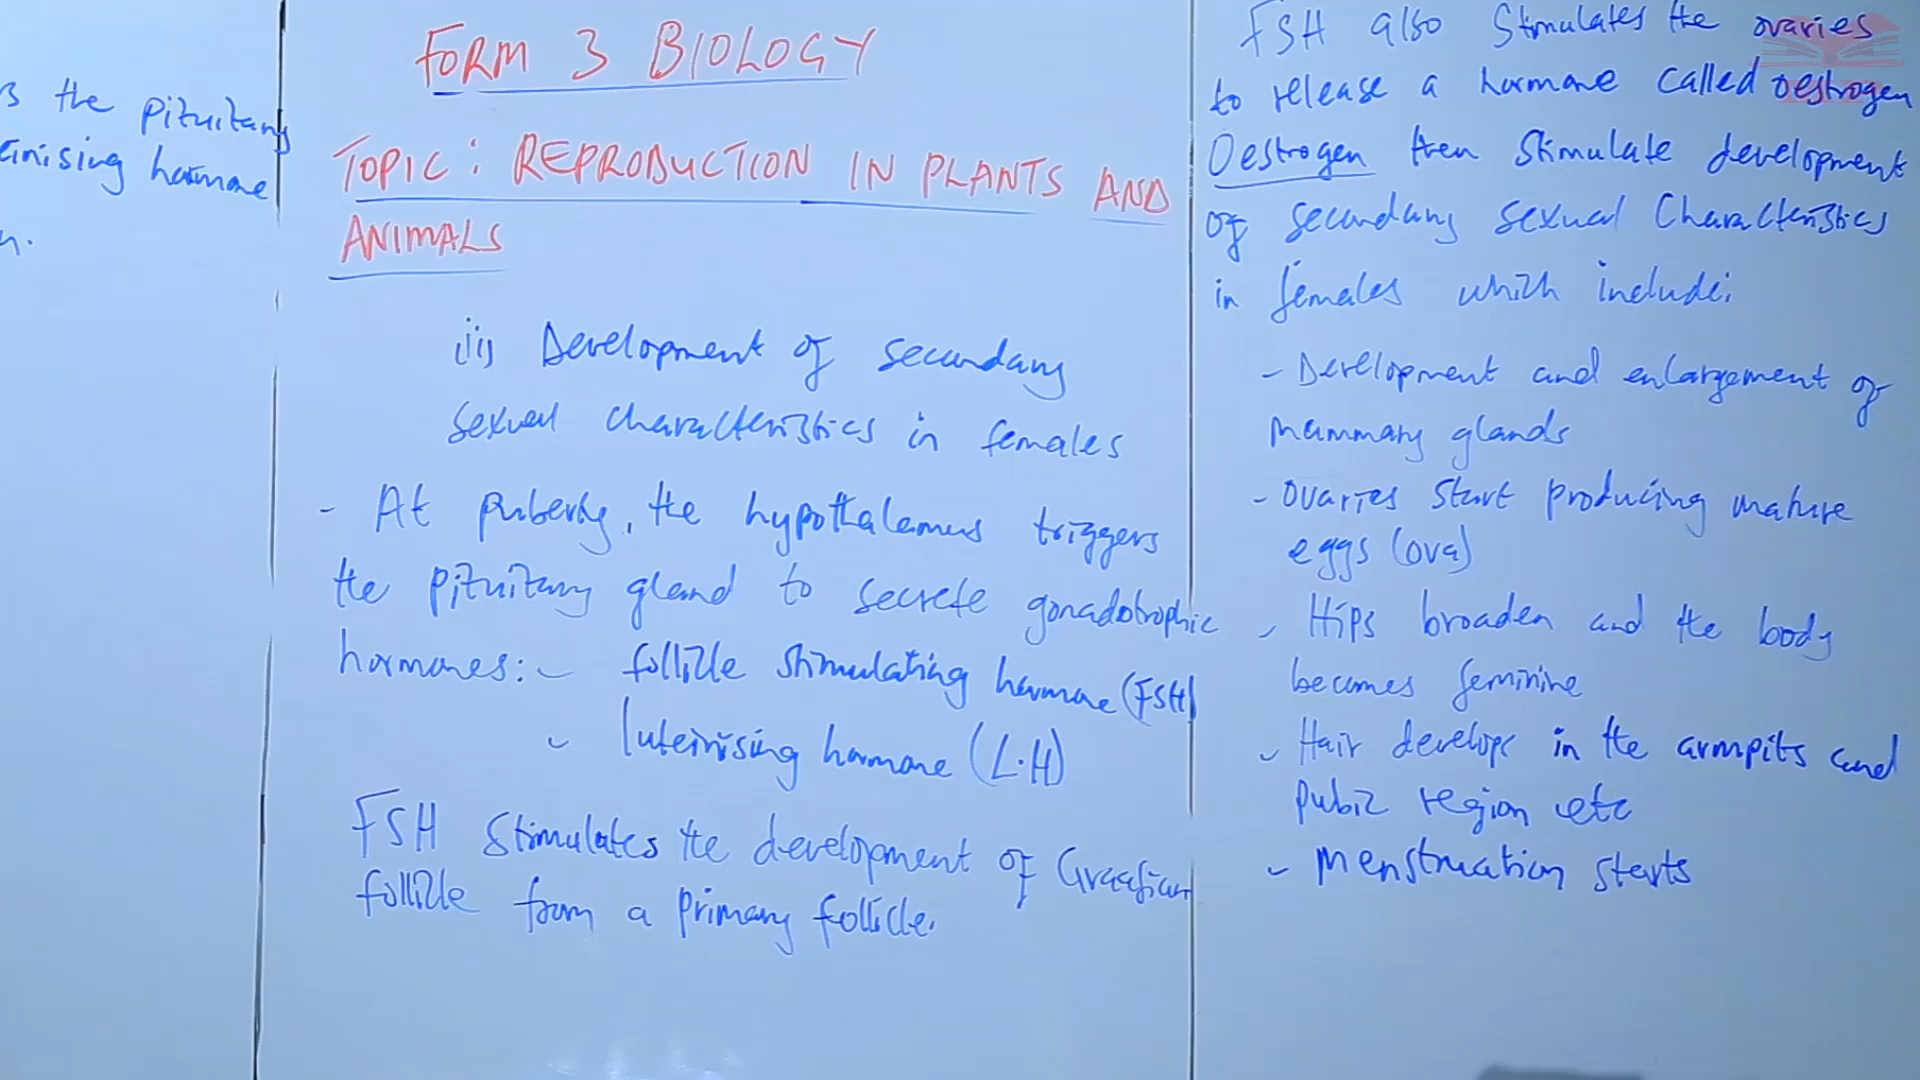 s the pituitary
einising hormone
n.
FORM 3 BIOLOGY
TOPIC: REPRODUCTION IN PLANTS AND
ANIMALS
iii) Development of secondary
sexual characteristics in females
- At puberty, the hypothalamus triggers
the pituitary gland to secrete gonadotrophic
hormones: - follicle stimulating hormone (FSH)
- luteinising hormone (L.H)
FSH stimulates the development of Graafian
follicle from a primary follicle.
FSH also stimulates the ovaries
to release a hormone called oestrogen
Oestrogen then stimulate development
of secondary sexual characteristics
in females which include:
- Development and enlargement of
mammary glands
- ovaries start producing mature
eggs (ova)
- Hips broaden and the body
becomes feminine
- Hair develops in the armpits and
pubic region etc
- Menstruation starts